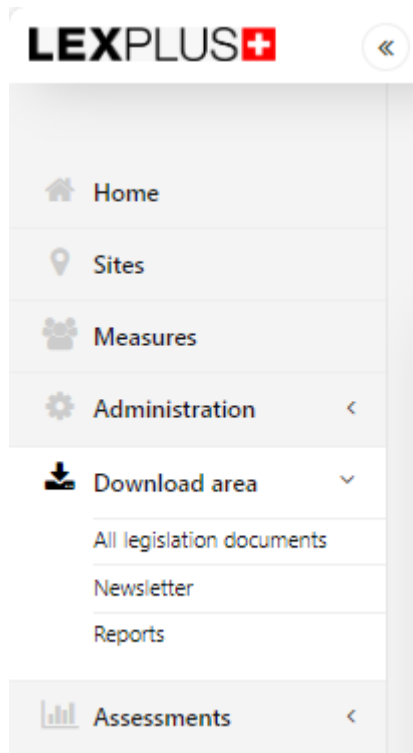 LEXPLUS
Home
Sites
Measures
Administration
Download area
All legislation documents
Newsletter
Reports
Assessments